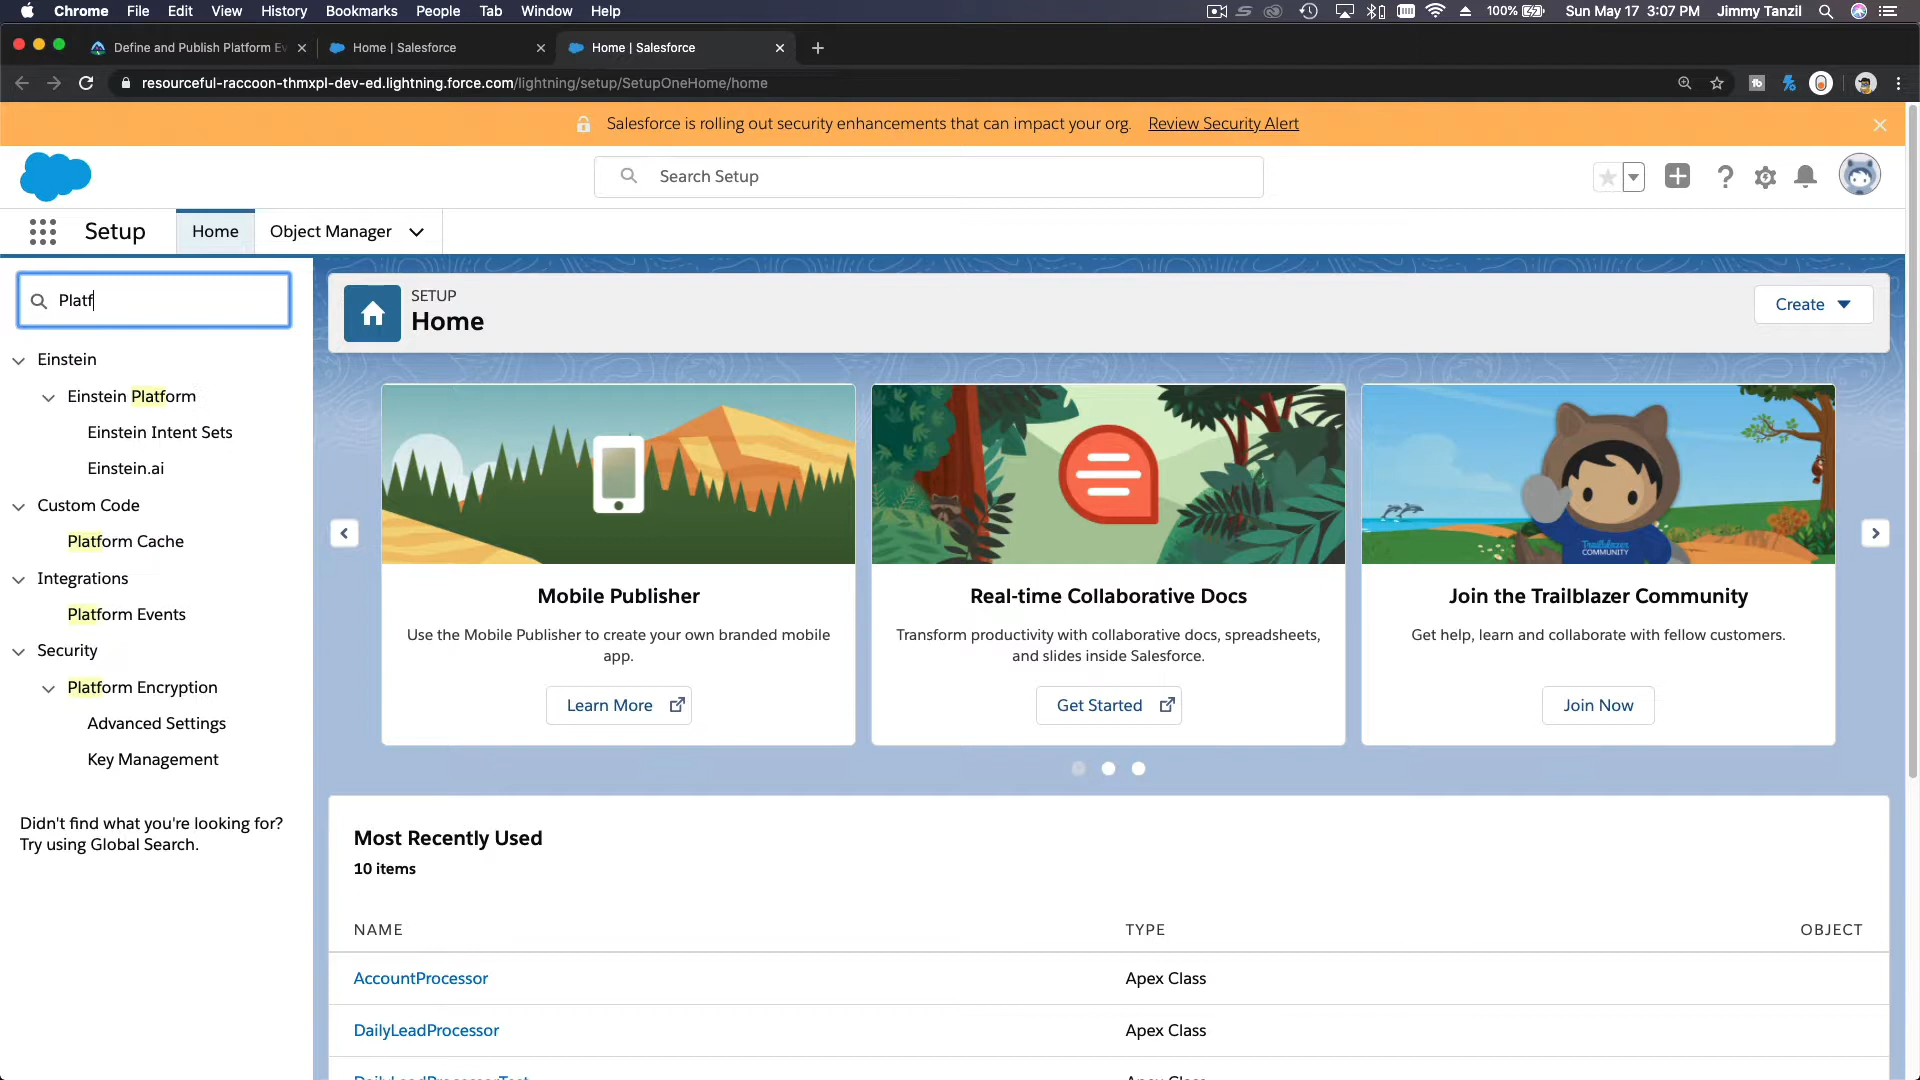 Chrome File Edit View History Bookmarks People Tab Window Help 100% Sun May 17 3:07 PM Jimmy Tanzil
Define and Publish Platform Ev Home | Salesforce Home | Salesforce
resourceful-raccoon-thmxpl-dev-ed.lightning.force.com/lightning/setup/SetupOneHome/home
Salesforce is rolling out security enhancements that can impact your org. Review Security Alert
Search Setup
Setup Home Object Manager
Platf
Einstein
Einstein Platform
Einstein Intent Sets
Einstein.ai
Custom Code
Platform Cache
Integrations
Platform Events
Security
Platform Encryption
Advanced Settings
Key Management
Didn't find what you're looking for?
Try using Global Search.
SETUP
Home
Create
Mobile Publisher
Use the Mobile Publisher to create your own branded mobile
app.
Learn More
Real-time Collaborative Docs
Transform productivity with collaborative docs, spreadsheets,
and slides inside Salesforce.
Get Started
Trailblazer
COMMUNITY
Join the Trailblazer Community
Get help, learn and collaborate with fellow customers.
Join Now
Most Recently Used
10 items
NAME TYPE OBJECT
AccountProcessor Apex Class
DailyLeadProcessor Apex Class